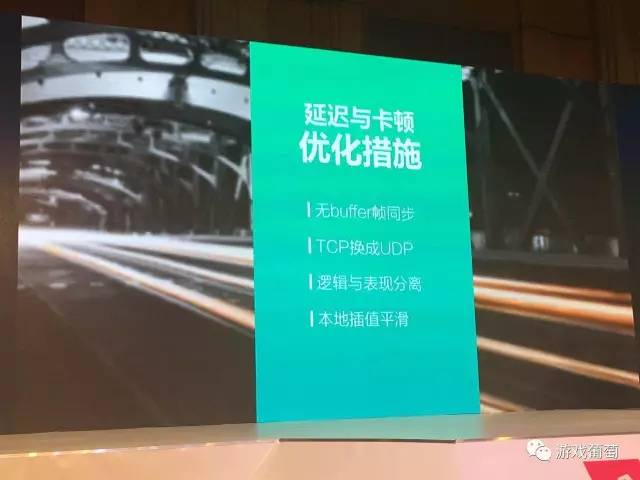 延迟与卡顿
优化措施
无buffer帧同步
TCP换成UDP
逻辑与表现分离
本地插值平滑
游戏葡萄